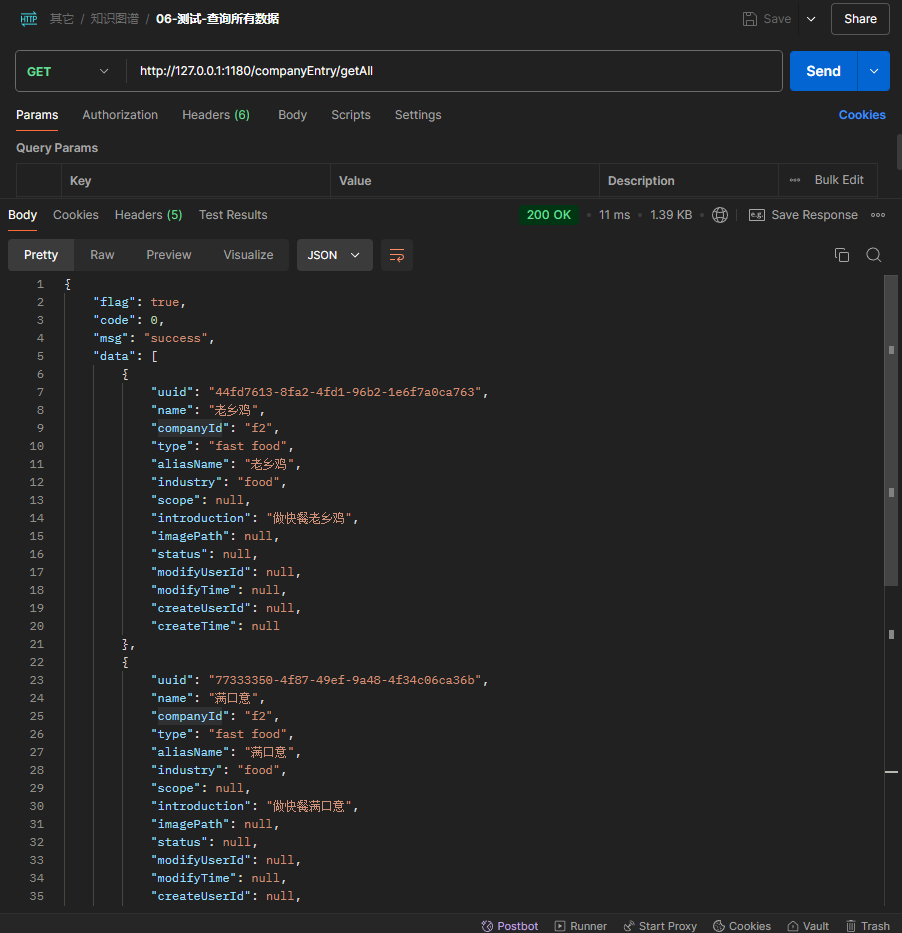 HTTP 其它 / 知识图谱 / 06-测试-查询所有数据 Save Share
GET http://127.0.0.1:1180/companyEntry/getAll Send
Params Authorization Headers (6) Body Scripts Settings Cookies
Query Params
Key Value Description Bulk Edit
Body Cookies Headers (5) Test Results 200 OK 11 ms 1.39 KB e.g. Save Response
Pretty Raw Preview Visualize JSON
1 {
2 "flag": true,
3 "code": 0,
4 "msg": "success",
5 "data": [
6 {
7 "uuid": "44fd7613-8fa2-4fd1-96b2-1e6f7a0ca763",
8 "name": "老乡鸡",
9 "companyId": "f2",
10 "type": "fast food",
11 "aliasName": "老乡鸡",
12 "industry": "food",
13 "scope": null,
14 "introduction": "做快餐老乡鸡",
15 "imagePath": null,
16 "status": null,
17 "modifyUserId": null,
18 "modifyTime": null,
19 "createUserId": null,
20 "createTime": null
21 },
22 {
23 "uuid": "77333350-4f87-49ef-9a48-4f34c06ca36b",
24 "name": "满口意",
25 "companyId": "f2",
26 "type": "fast food",
27 "aliasName": "满口意",
28 "industry": "food",
29 "scope": null,
30 "introduction": "做快餐满口意",
31 "imagePath": null,
32 "status": null,
33 "modifyUserId": null,
34 "modifyTime": null,
35 "createUserId": null,
Postbot Runner Start Proxy Cookies Vault Trash